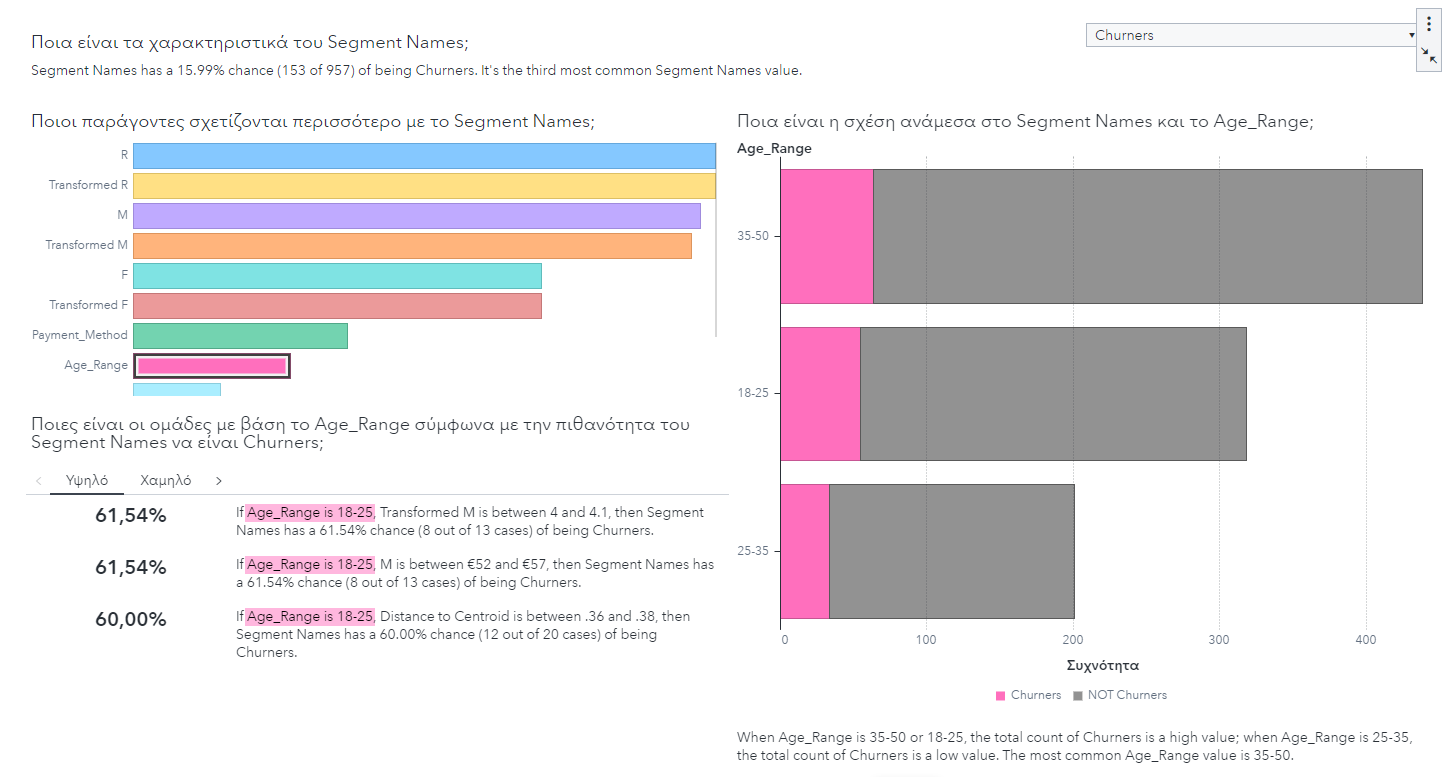 Ποια είναι τα χαρακτηριστικά του Segment Names;
Churners
Segment Names has a 15.99% chance (153 of 957) of being Churners. It's the third most common Segment Names value.
Ποιοι παράγοντες σχετίζονται περισσότερο με το Segment Names;
R
Transformed R
M
Transformed M
F
Transformed F
Payment_Method
Age_Range
Ποιες είναι οι ομάδες με βάση το Age_Range σύμφωνα με την πιθανότητα του
Segment Names να είναι Churners;
Υψηλό Χαμηλό
61,54%
If Age_Range is 18-25, Transformed M is between 4 and 4.1, then Segment
Names has a 61.54% chance (8 out of 13 cases) of being Churners.
61,54%
If Age_Range is 18-25, M is between €52 and €57, then Segment Names has
a 61.54% chance (8 out of 13 cases) of being Churners.
60,00%
If Age_Range is 18-25, Distance to Centroid is between .36 and .38, then
Segment Names has a 60.00% chance (12 out of 20 cases) of being
Churners.
Ποια είναι η σχέση ανάμεσα στο Segment Names και το Age_Range;
Age_Range
35-50
18-25
25-35
0 100 200 300 400
Συχνότητα
Churners NOT Churners
When Age_Range is 35-50 or 18-25, the total count of Churners is a high value; when Age_Range is 25-35,
the total count of Churners is a low value. The most common Age_Range value is 35-50.